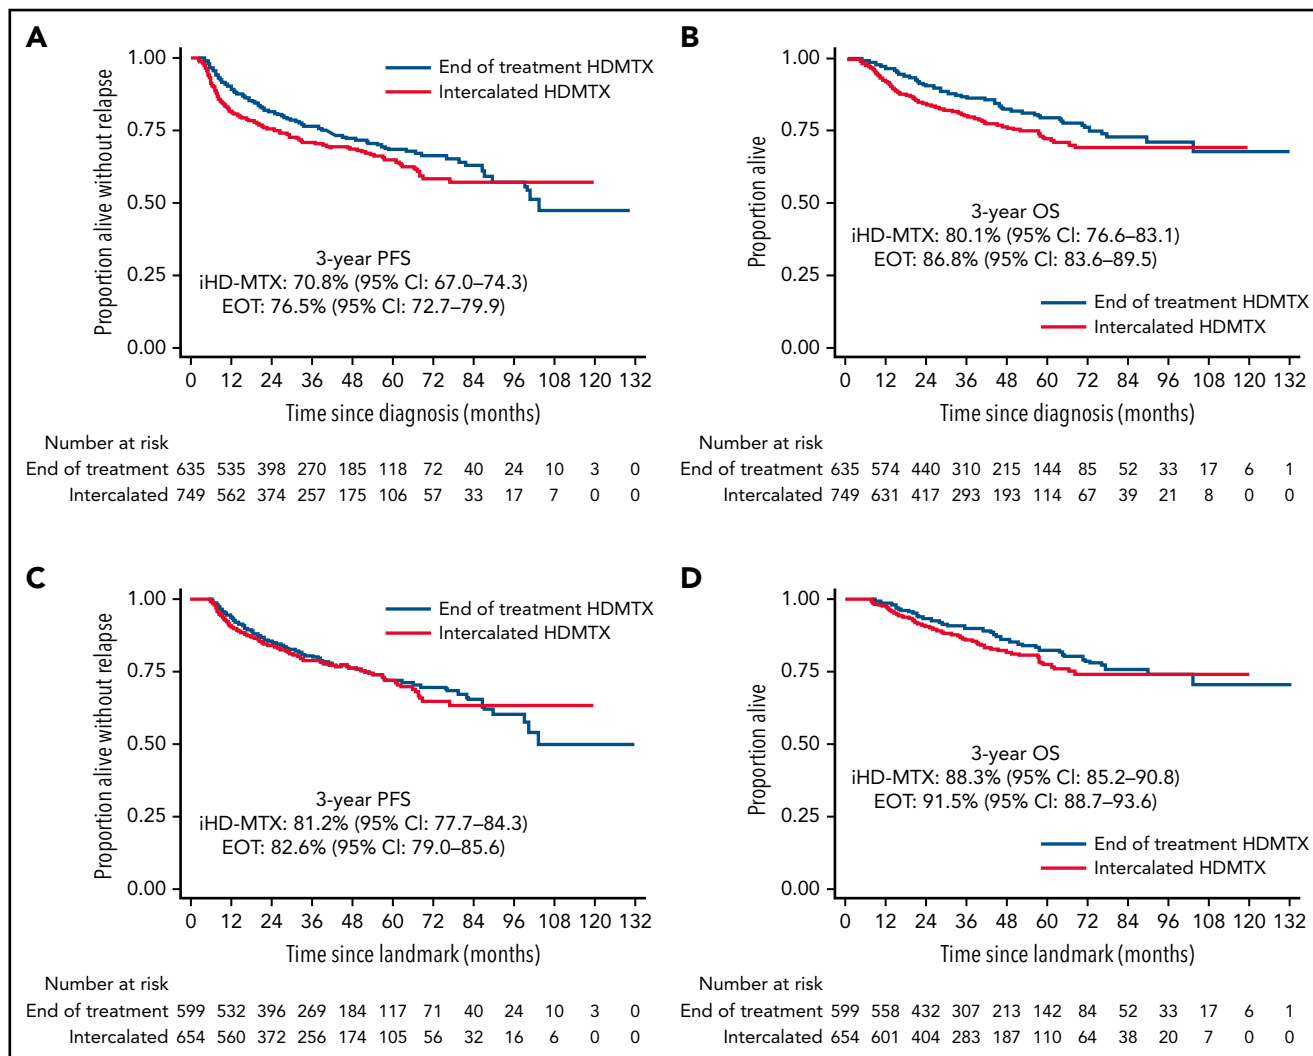 A
1.00
0.75
0.50
0.25
0.00
Proportion alive without relapse
End of treatment HDMTX
Intercalated HDMTX
3-year PFS
iHD-MTX: 70.8% (95% CI: 67.0–74.3)
EOT: 76.5% (95% CI: 72.7–79.9)
0 12 24 36 48 60 72 84 96 108 120 132
Time since diagnosis (months)
Number at risk
End of treatment 635 535 398 270 185 118 72 40 24 10 3 0
Intercalated 749 562 374 257 175 106 57 33 17 7 0 0
B
1.00
0.75
0.50
0.25
0.00
Proportion alive
3-year OS
iHD-MTX: 80.1% (95% CI: 76.6–83.1)
EOT: 86.8% (95% CI: 83.6–89.5)
End of treatment HDMTX
Intercalated HDMTX
0 12 24 36 48 60 72 84 96 108 120 132
Time since diagnosis (months)
Number at risk
End of treatment 635 574 440 310 215 144 85 52 33 17 6 1
Intercalated 749 631 417 293 193 114 67 39 21 8 0 0
C
1.00
0.75
0.50
0.25
0.00
Proportion alive without relapse
End of treatment HDMTX
Intercalated HDMTX
3-year PFS
iHD-MTX: 81.2% (95% CI: 77.7–84.3)
EOT: 82.6% (95% CI: 79.0–85.6)
0 12 24 36 48 60 72 84 96 108 120 132
Time since landmark (months)
Number at risk
End of treatment 599 532 396 269 184 117 71 40 24 10 3 0
Intercalated 654 560 372 256 174 105 56 32 16 6 0 0
D
1.00
0.75
0.50
0.25
0.00
Proportion alive
3-year OS
iHD-MTX: 88.3% (95% CI: 85.2–90.8)
EOT: 91.5% (95% CI: 88.7–93.6)
End of treatment HDMTX
Intercalated HDMTX
0 12 24 36 48 60 72 84 96 108 120 132
Time since landmark (months)
Number at risk
End of treatment 599 558 432 307 213 142 84 52 33 17 6 1
Intercalated 654 601 404 283 187 110 64 38 20 7 0 0